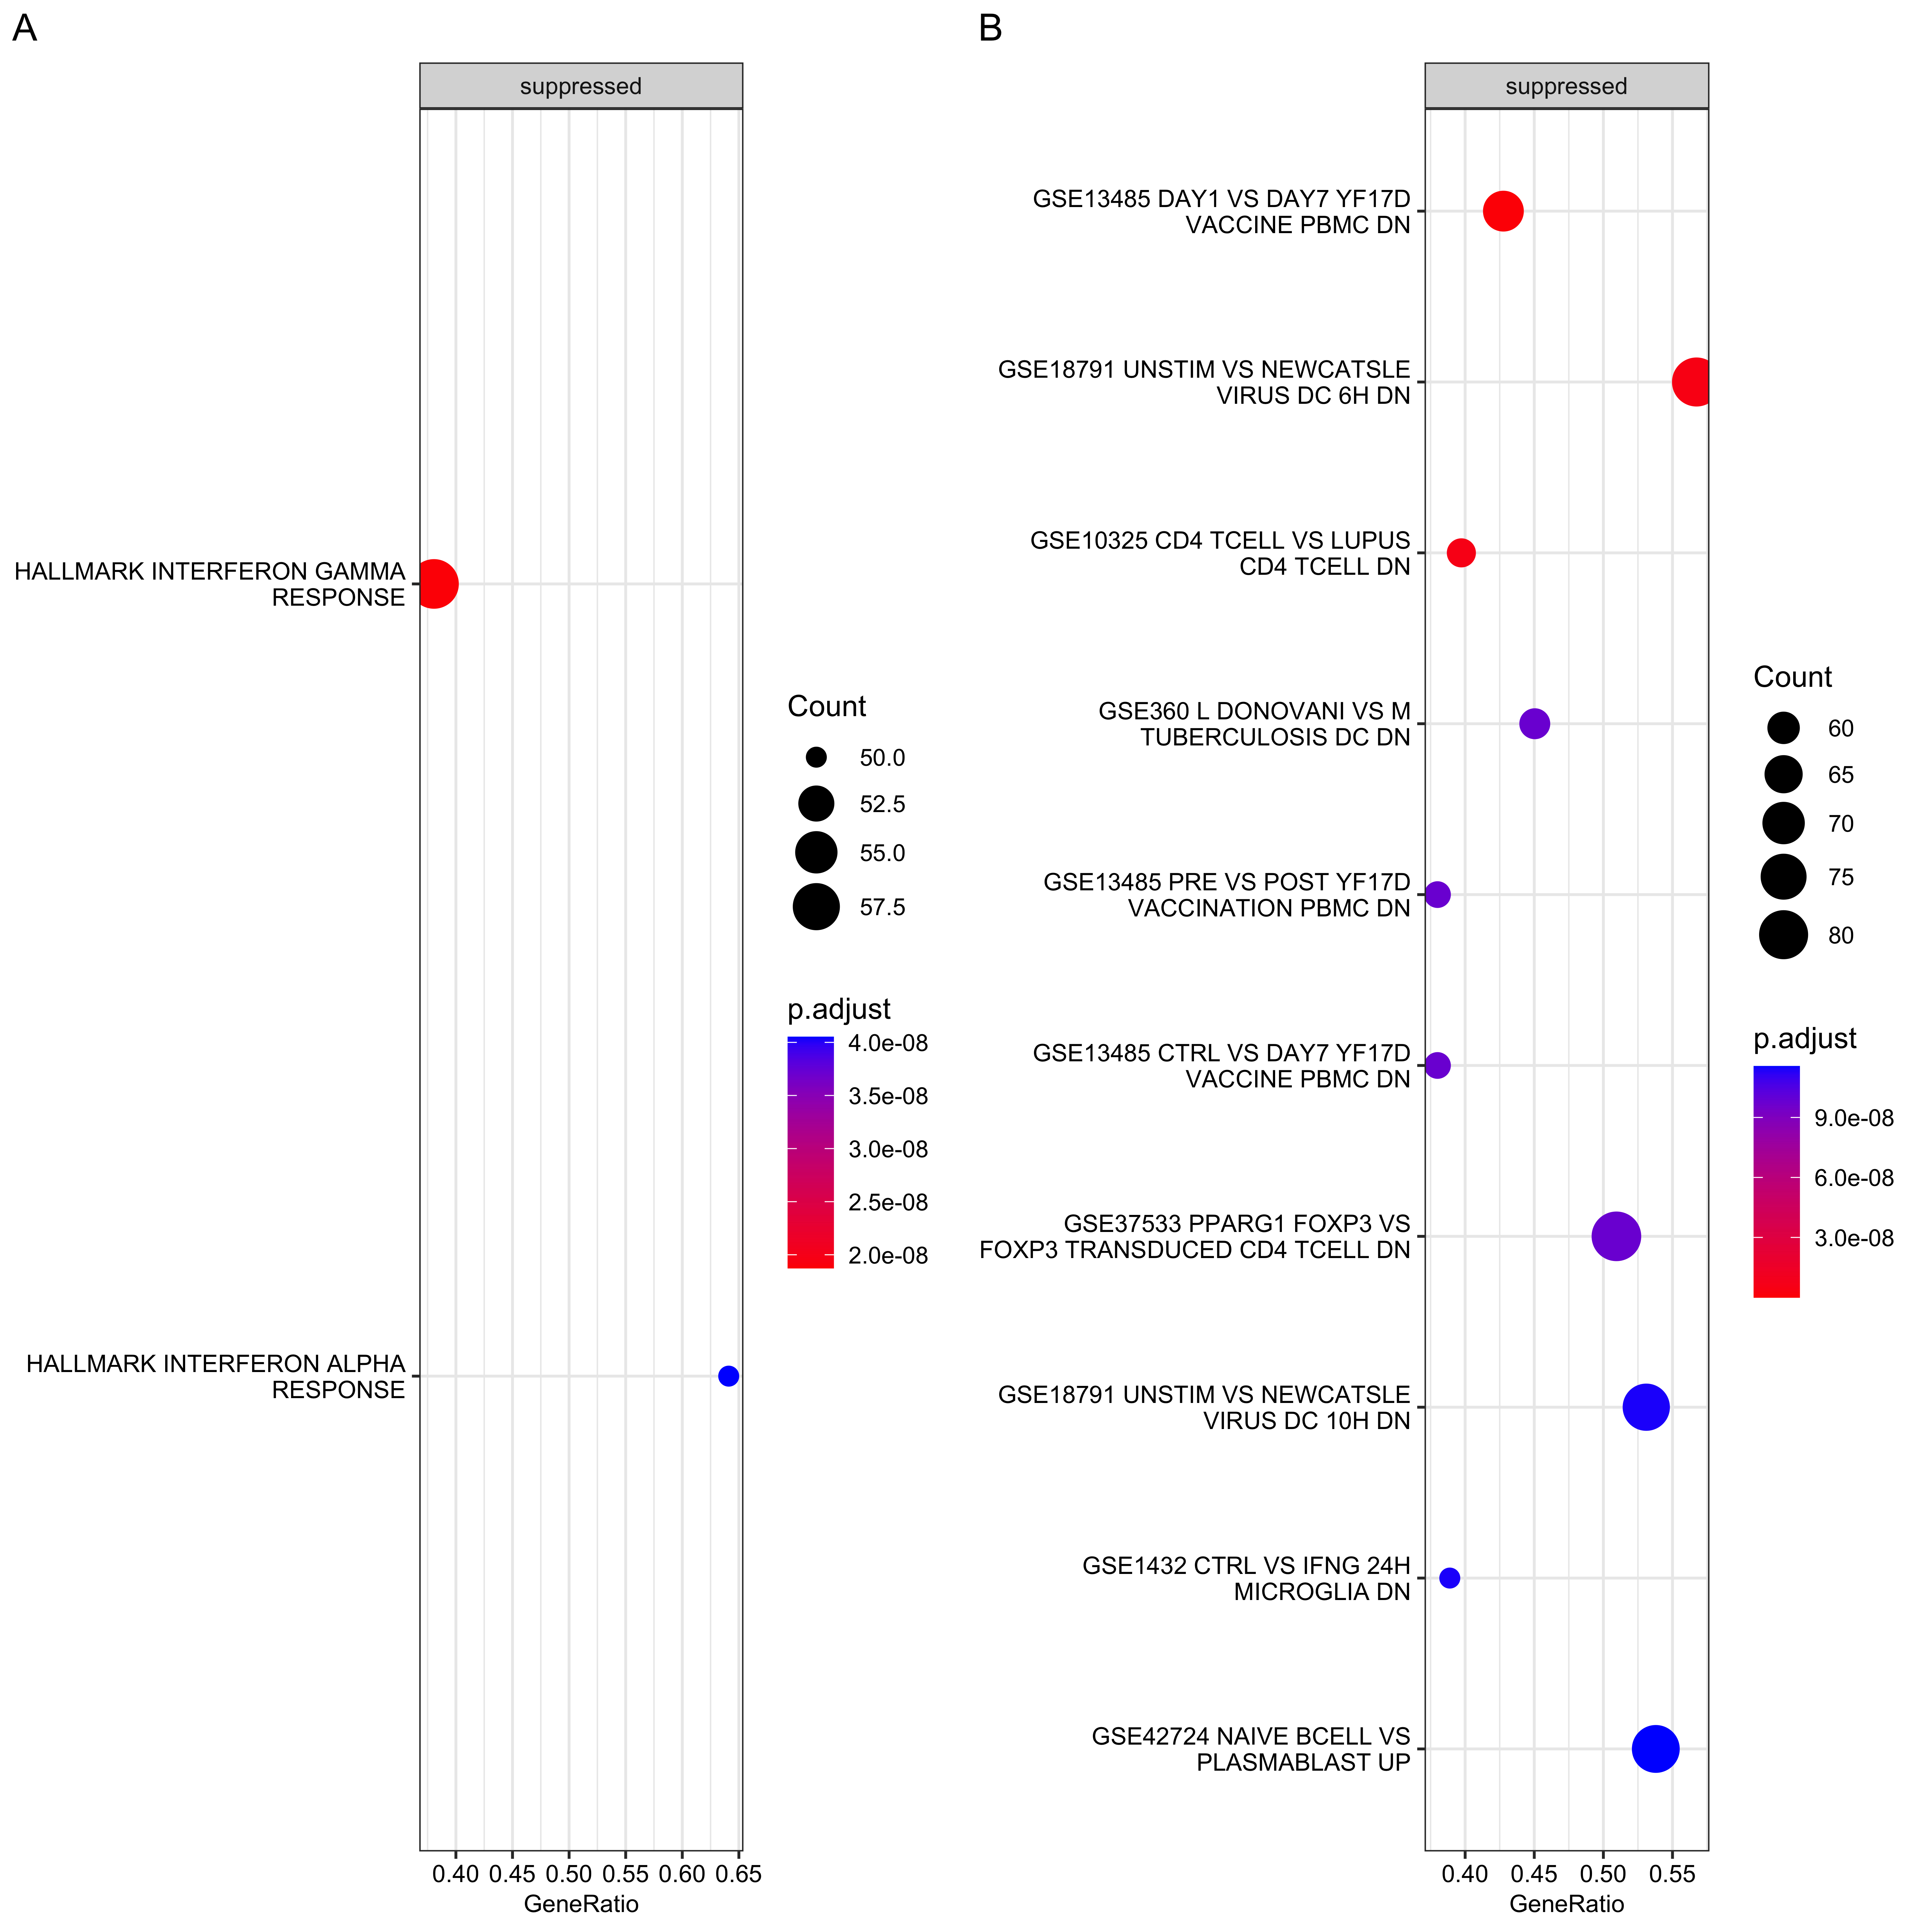 A
suppressed
HALLMARK INTERFERON GAMMA
RESPONSE
HALLMARK INTERFERON ALPHA
RESPONSE
0.40 0.45 0.50 0.55 0.60 0.65
GeneRatio
Count
50.0
52.5
55.0
57.5
p.adjust
4.0e-08
3.5e-08
3.0e-08
2.5e-08
2.0e-08
B
suppressed
GSE13485 DAY1 VS DAY7 YF17D
VACCINE PBMC DN
GSE18791 UNSTIM VS NEWCATSLE
VIRUS DC 6H DN
GSE10325 CD4 TCELL VS LUPUS
CD4 TCELL DN
GSE360 L DONOVANI VS M
TUBERCULOSIS DC DN
GSE13485 PRE VS POST YF17D
VACCINATION PBMC DN
GSE13485 CTRL VS DAY7 YF17D
VACCINE PBMC DN
GSE37533 PPARG1 FOXP3 VS
FOXP3 TRANSDUCED CD4 TCELL DN
GSE18791 UNSTIM VS NEWCATSLE
VIRUS DC 10H DN
GSE1432 CTRL VS IFNG 24H
MICROGLIA DN
GSE42724 NAIVE BCELL VS
PLASMABLAST UP
0.40 0.45 0.50 0.55
GeneRatio
Count
60
65
70
75
80
p.adjust
9.0e-08
6.0e-08
3.0e-08